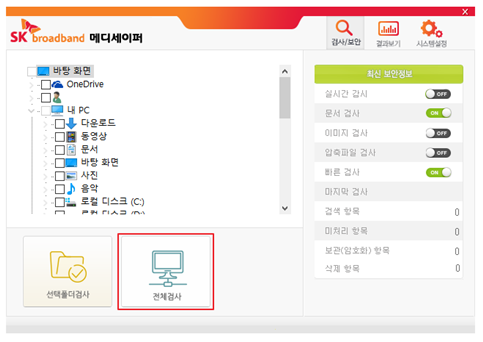 SK broadband 메디세이퍼
검사/보안
결과보기
시스템설정
바탕 화면
OneDrive
내 PC
다운로드
동영상
문서
바탕 화면
사진
음악
로컬 디스크 (C:)
로컬 디스크 (D:)
선택폴더검사
전체검사
최신 보안정보
실시간 감시 OFF
문서 검사 ON
이미지 검사 OFF
압축파일 검사 OFF
빠른 검사 ON
마지막 검사
검색 항목 0
미처리 항목 0
보관(암호화) 항목 0
삭제 항목 0